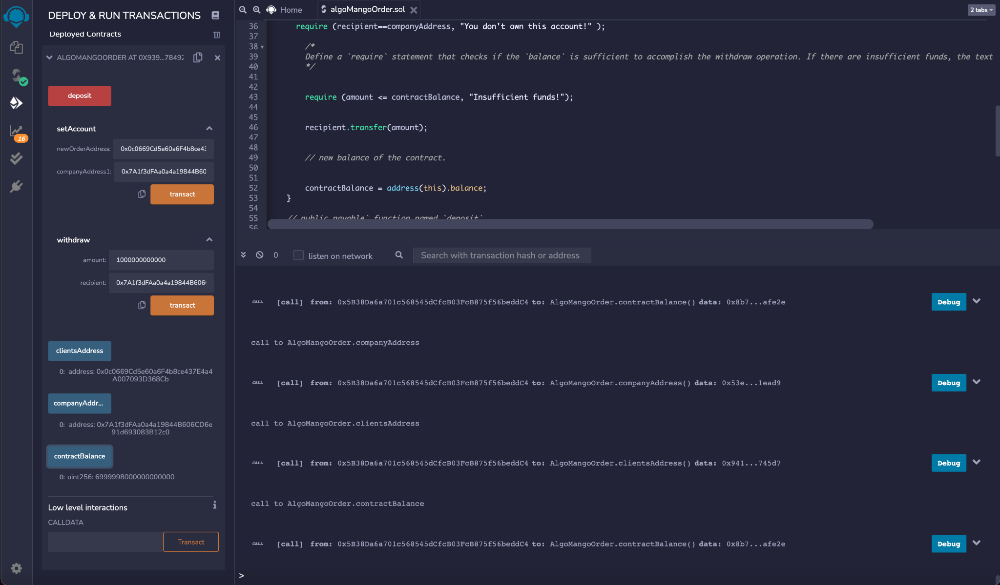 DEPLOY & RUN TRANSACTIONS
Deployed Contracts
ALGOMANGOORDER AT 0X939...78492
deposit
setAccount
newOrderAddress: 0x0c0669Cd5e60a6F4b8ce43
companyAddress1: 0x7A1f3dFAa0a4a19844B60
transact
withdraw
amount: 1000000000000
recipient: 0x7A1f3dFAa0a4a19844B606
transact
clientsAddress
0: address: 0x0c0669Cd5e60a6F4b8ce437E4a4
A007093D368Cb
companyAddr...
0: address: 0x7A1f3dFAa0a4a19844B606CD6e
91d693083B12c0
contractBalance
0: uint256: 6999998000000000000
Low level interactions
CALLDATA
Transact
16
Home
algoMangoOrder.sol
2 tabs
36 require (recipient==companyAddress, "You don't own this account!" );
37
38 /*
39 Define a `require` statement that checks if the `balance` is sufficient to accomplish the withdraw operation. If there are insufficient funds, the text
40 */
41
42
43 require (amount <= contractBalance, "Insufficient funds!");
44
45
46 recipient.transfer(amount);
47
48
49 // new balance of the contract.
50
51
52 contractBalance = address(this).balance;
53 }
54
55 // public payable` function named `deposit`
56
0 listen on network Search with transaction hash or address
CALL [call] from: 0x5B38Da6a701c568545dCfcB03FcB875f56beddC4 to: AlgoMangoOrder.contractBalance() data: 0x8b7...afe2e Debug
call to AlgoMangoOrder.companyAddress
CALL [call] from: 0x5B38Da6a701c568545dCfcB03FcB875f56beddC4 to: AlgoMangoOrder.companyAddress() data: 0x53e...1ead9 Debug
call to AlgoMangoOrder.clientsAddress
CALL [call] from: 0x5B38Da6a701c568545dCfcB03FcB875f56beddC4 to: AlgoMangoOrder.clientsAddress() data: 0x941...745d7 Debug
call to AlgoMangoOrder.contractBalance
CALL [call] from: 0x5B38Da6a701c568545dCfcB03FcB875f56beddC4 to: AlgoMangoOrder.contractBalance() data: 0x8b7...afe2e Debug
>